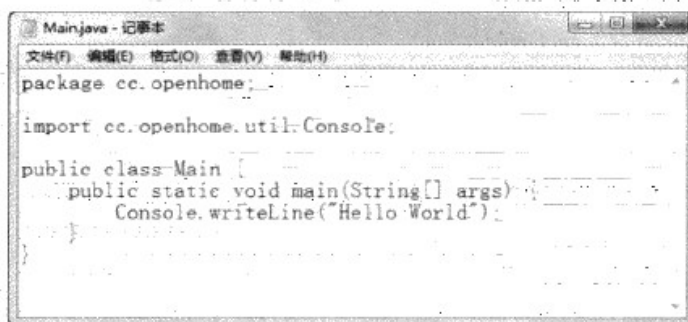 Main.java - 记事本
文件(F) 编辑(E) 格式(O) 查看(V) 帮助(H)
package cc.openhome;
import cc.openhome.util.Console;
public class Main {
public static void main(String[] args) {
Console.writeLine("Hello World");
}
}